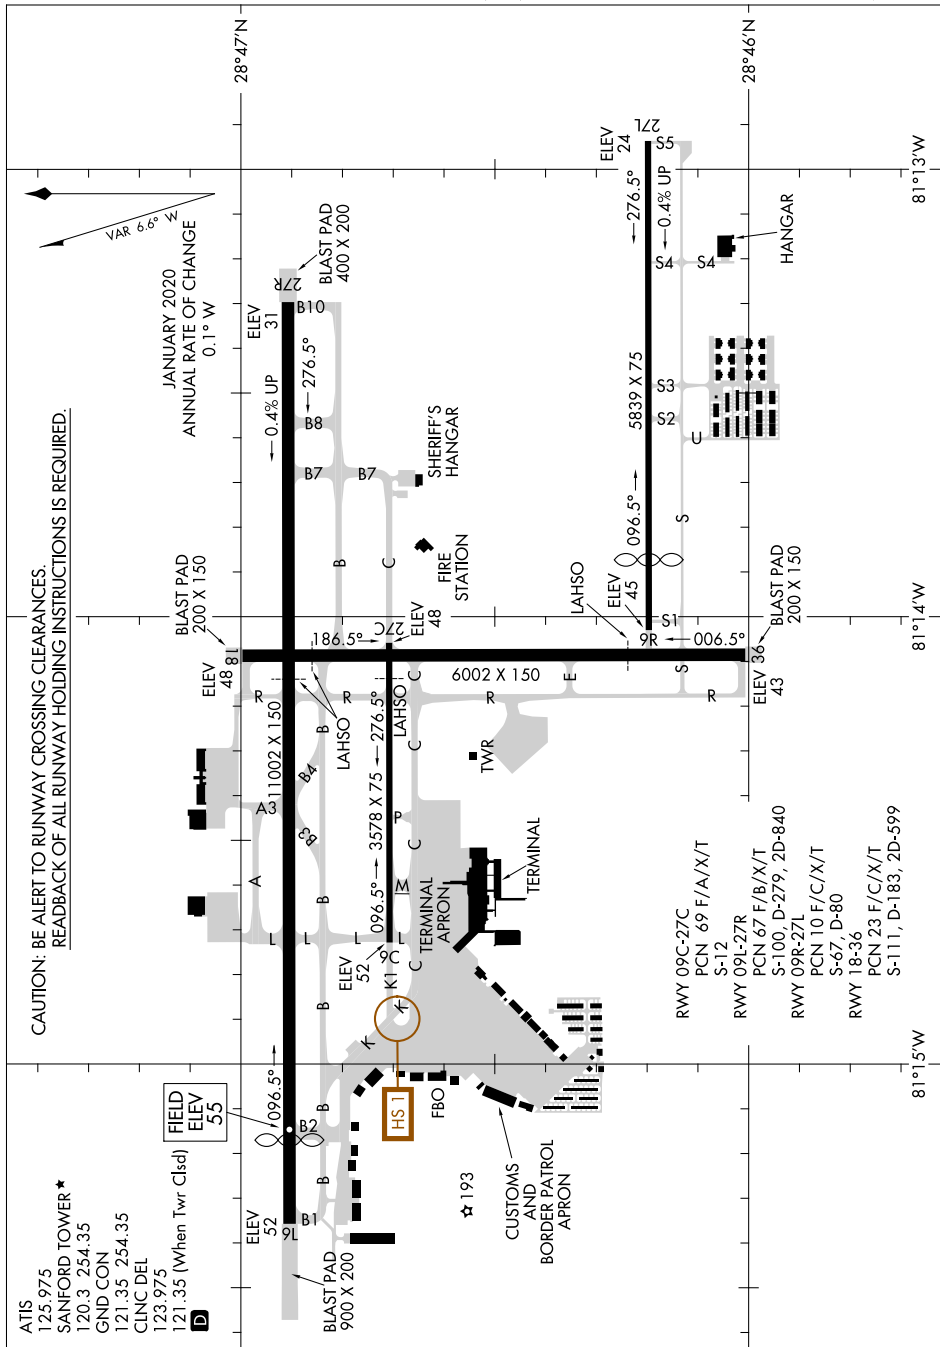 ATIS
125.975
SANFORD TOWER★
120.3 254.35
GND CON
121.35 254.35
CLNC DEL
123.975
121.35 (When Twr Clsd)
D
CAUTION: BE ALERT TO RUNWAY CROSSING CLEARANCES.
READBACK OF ALL RUNWAY HOLDING INSTRUCTIONS IS REQUIRED.
JANUARY 2020
ANNUAL RATE OF CHANGE
0.1° W
VAR 6.6° W
28°47'N
28°46'N
81°15'W
81°14'W
81°13'W
FIELD
ELEV
55
ELEV
52
9L
BLAST PAD
900 X 200
096.5°
B1
B2
B
B
B
B
B
B
B3
B4
B7
B7
B8
B10
11002 X 150
0.4% UP
276.5°
ELEV
31
27R
BLAST PAD
400 X 200
A
A3
L
L
L
L
R
R
R
R
BLAST PAD
200 X 150
ELEV
48
18
186.5°
LAHSO
LAHSO
LAHSO
ELEV
52
9C
096.5°
3578 X 75
276.5°
27C
ELEV
48
K
K
K1
HS 1
M
P
C
C
C
C
C
SHERIFF'S
HANGAR
FIRE
STATION
TERMINAL
APRON
TERMINAL
TWR
FBO
193
CUSTOMS
AND
BORDER PATROL
APRON
6002 X 150
E
006.5°
36
ELEV
43
BLAST PAD
200 X 150
ELEV
45
9R
096.5°
5839 X 75
276.5°
0.4% UP
ELEV
24
27L
S
S
S1
S2
S3
S4
S4
S5
U
HANGAR
RWY 09C-27C
PCN 69 F/A/X/T
S-12
RWY 09L-27R
PCN 67 F/B/X/T
S-100, D-279, 2D-840
RWY 09R-27L
PCN 10 F/C/X/T
S-67, D-80
RWY 18-36
PCN 23 F/C/X/T
S-111, D-183, 2D-599